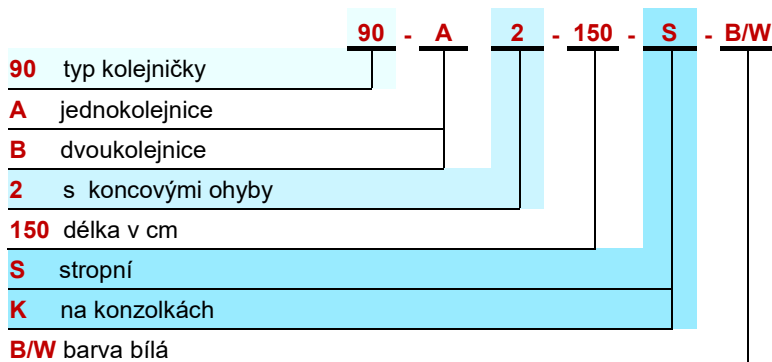 90 - A 2 - 150 - S - B/W
90 typ kolejničky
A jednokolejnice
B dvoukolejnice
2 s koncovými ohyby
150 délka v cm
S stropní
K na konzolkách
B/W barva bílá